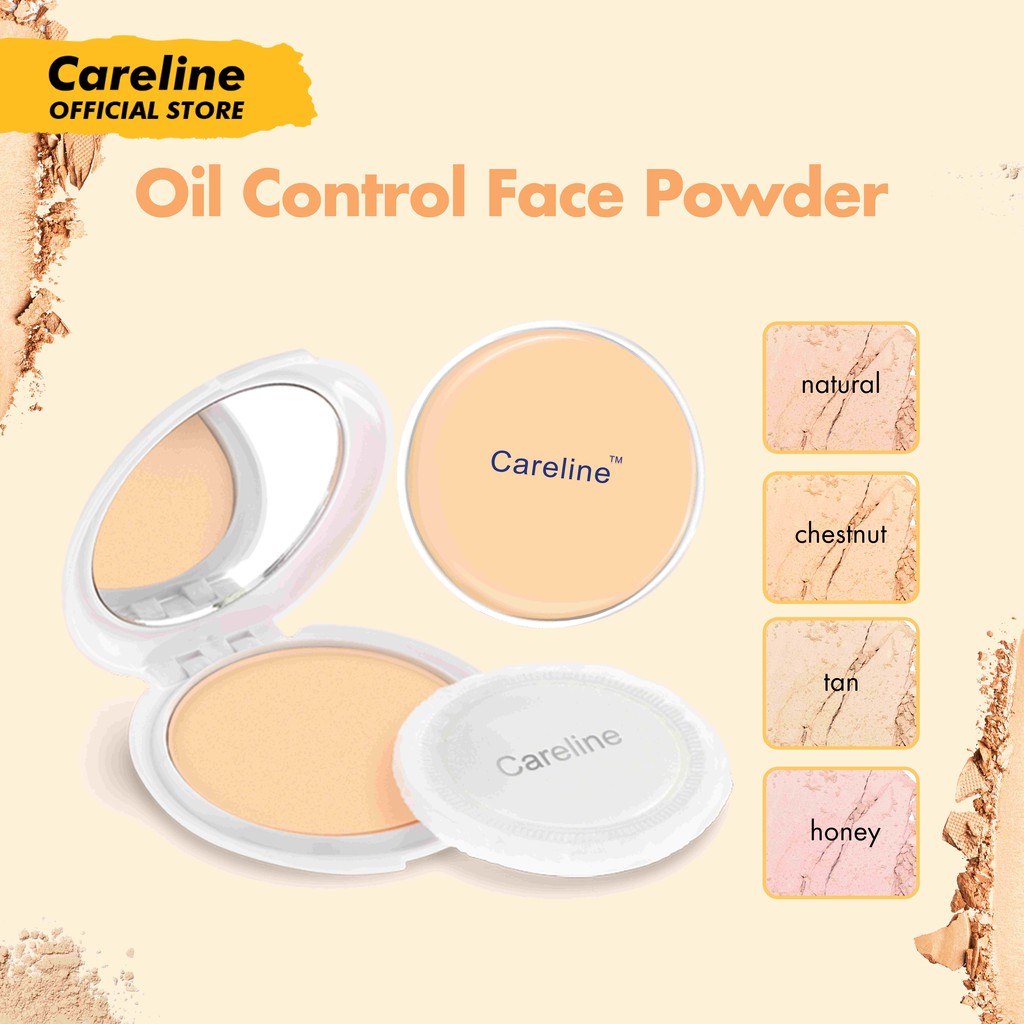 Careline
OFFICIAL STORE
Oil Control Face Powder
Careline™
Careline
natural
chestnut
tan
honey